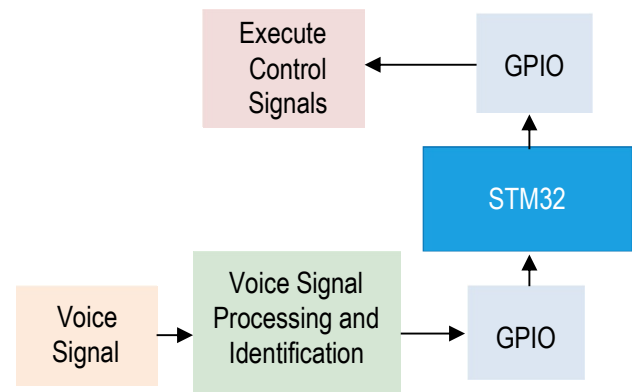 Execute
Control
Signals
GPIO
STM32
Voice Signal
Processing and
Identification
Voice
Signal
GPIO